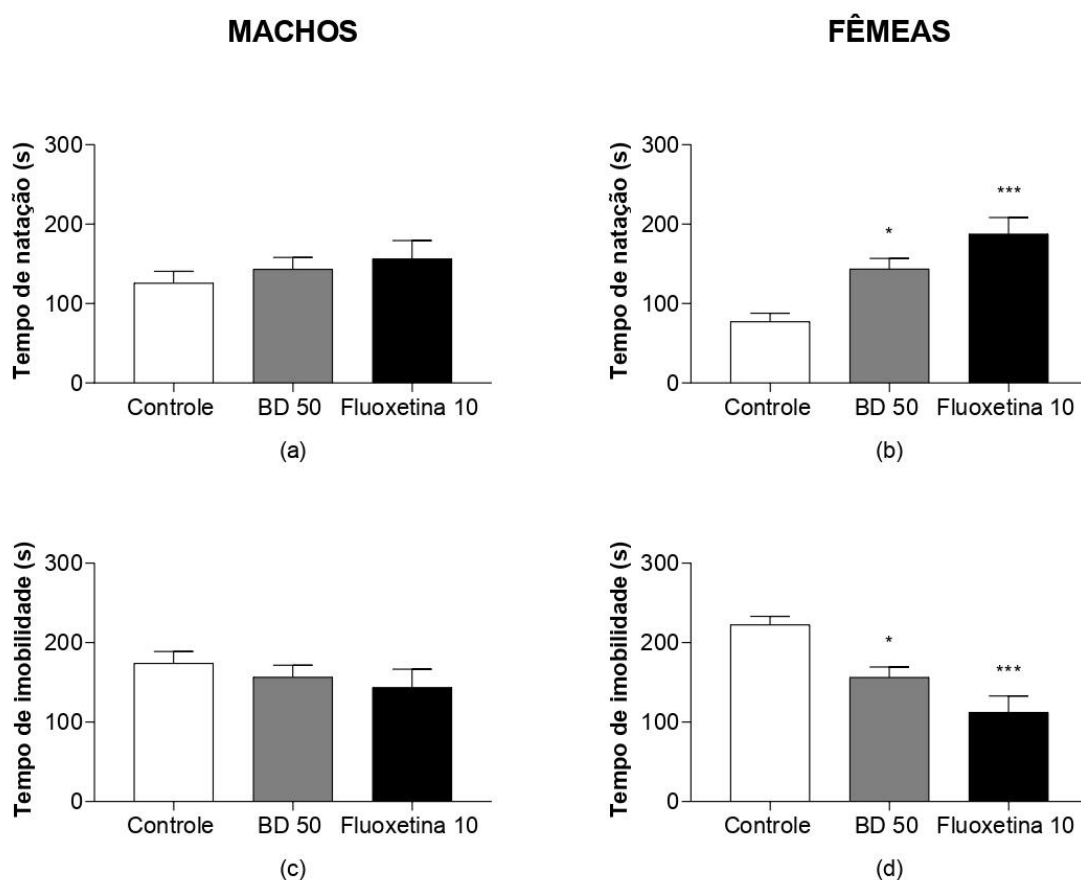 MACHOS
FÊMEAS
Tempo de natação (s)
300
200
100
0
Controle BD 50 Fluoxetina 10
(a)
Tempo de natação (s)
300
200
100
0
*
***
Controle BD 50 Fluoxetina 10
(b)
Tempo de imobilidade (s)
300
200
100
0
Controle BD 50 Fluoxetina 10
(c)
Tempo de imobilidade (s)
300
200
100
0
*
***
Controle BD 50 Fluoxetina 10
(d)